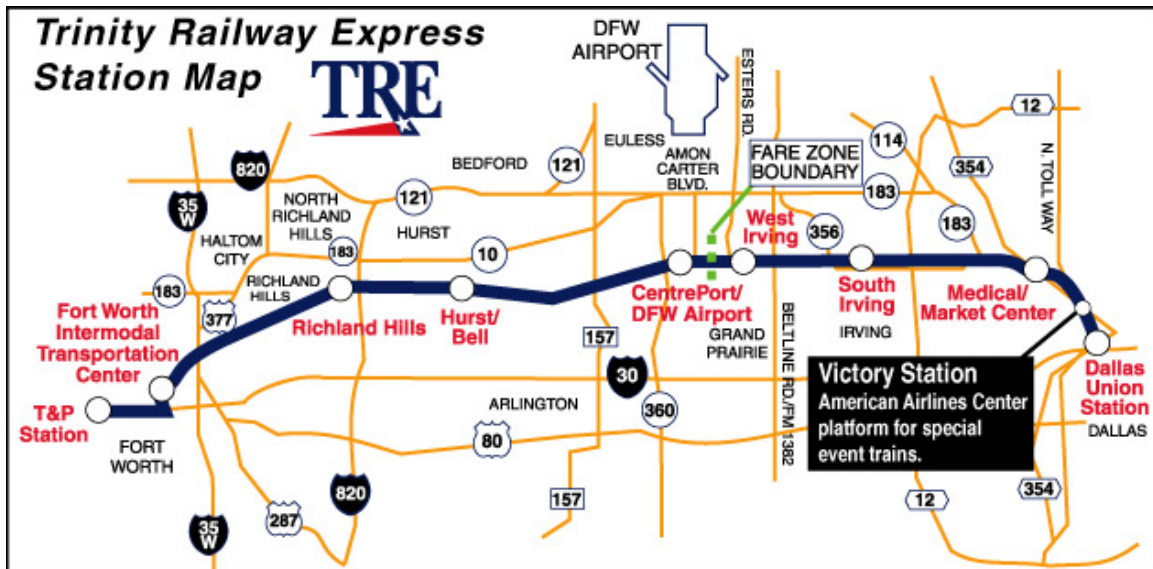 Trinity Railway Express
Station Map
TRE
DFW
AIRPORT
ESTERS RD.
12
N. TOLL WAY
820
BEDFORD
121
EULESS
AMON
CARTER
BLVD.
FARE ZONE
BOUNDARY
114
354
35
W
NORTH
RICHLAND
HILLS
121
HURST
183
West
Irving
356
183
HALTOM
CITY
183
10
183
RICHLAND
HILLS
377
Fort Worth
Intermodal
Transportation
Center
Richland Hills
Hurst/
Bell
CentrePort/
DFW Airport
South
Irving
Medical/
Market Center
157
GRAND
PRAIRIE
BELTLINE RD./FM 1382
IRVING
30
Victory Station
American Airlines Center
platform for special
event trains.
Dallas
Union
Station
DALLAS
T&P
Station
FORT
WORTH
ARLINGTON
360
80
820
157
12
354
287
35
W